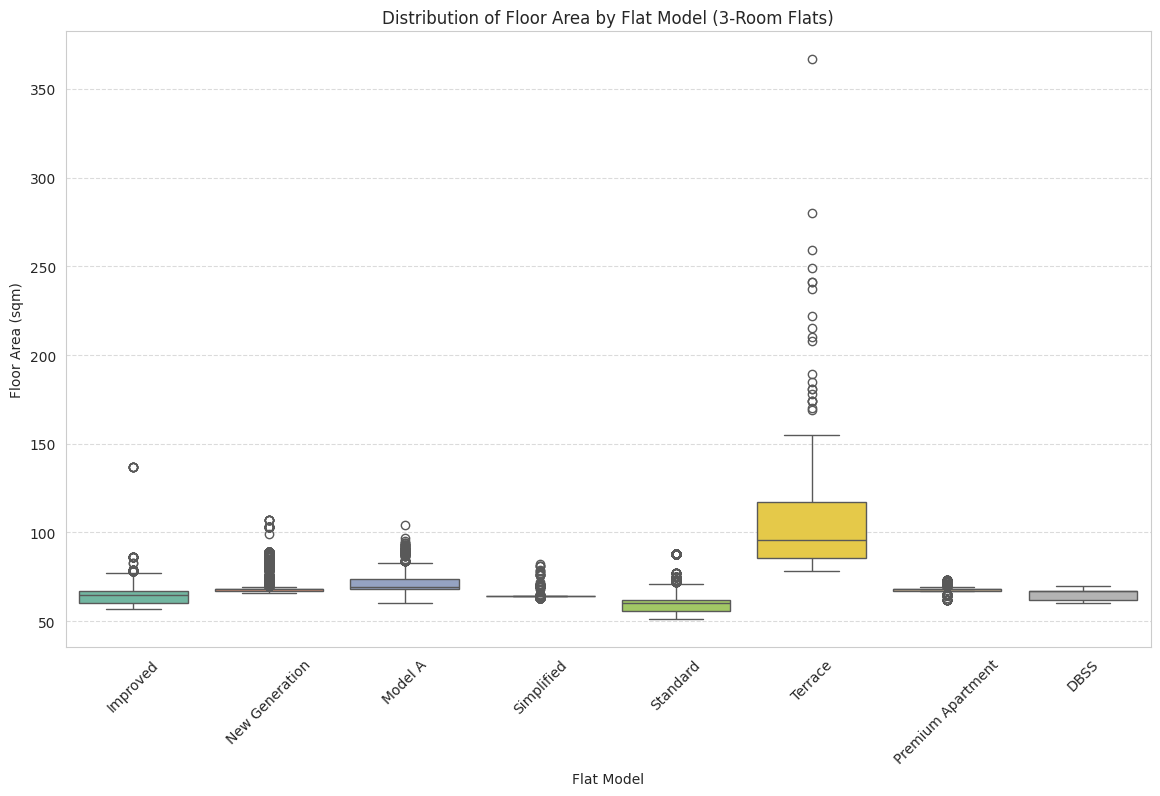 Distribution of Floor Area by Flat Model (3-Room Flats)
Floor Area (sqm)
350
300
250
200
150
100
50
Improved
New Generation
Model A
Simplified
Standard
Terrace
Premium Apartment
DBSS
Flat Model